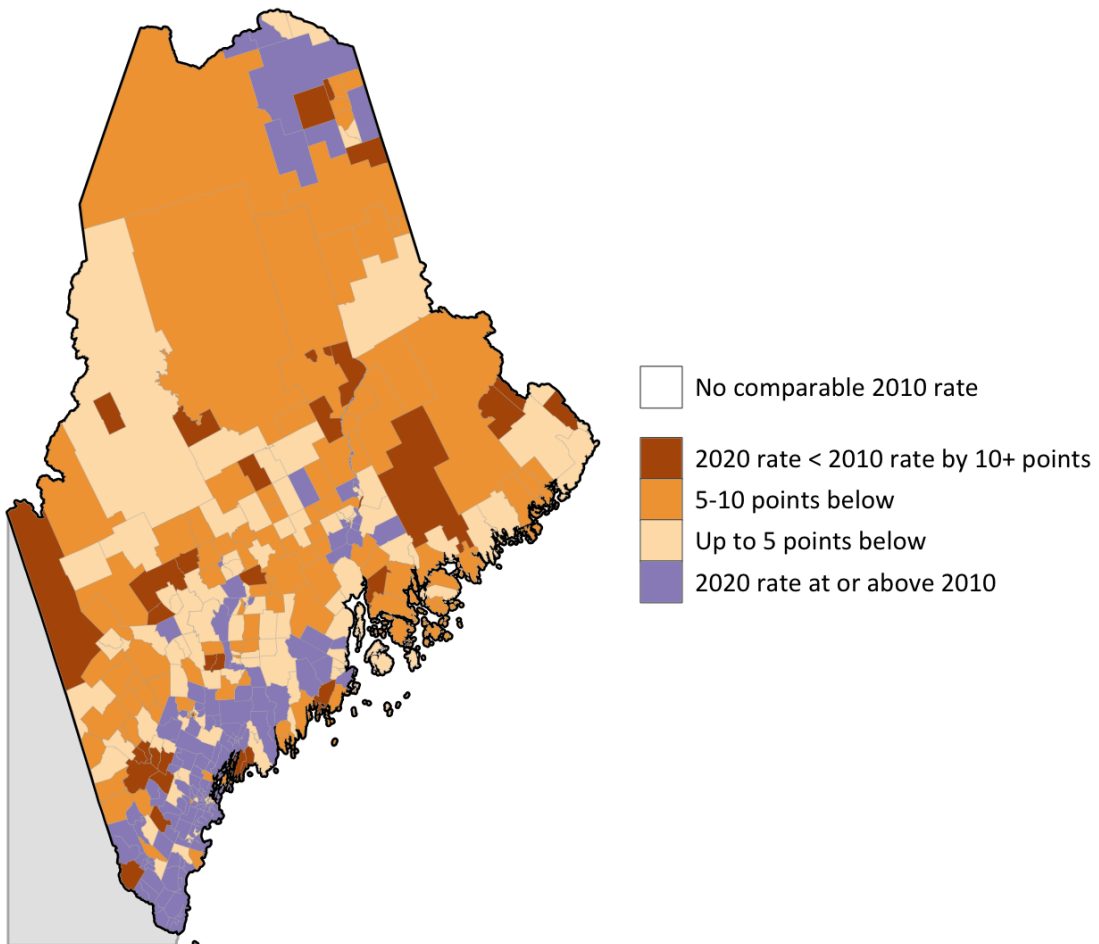 No comparable 2010 rate
2020 rate < 2010 rate by 10+ points
5-10 points below
Up to 5 points below
2020 rate at or above 2010